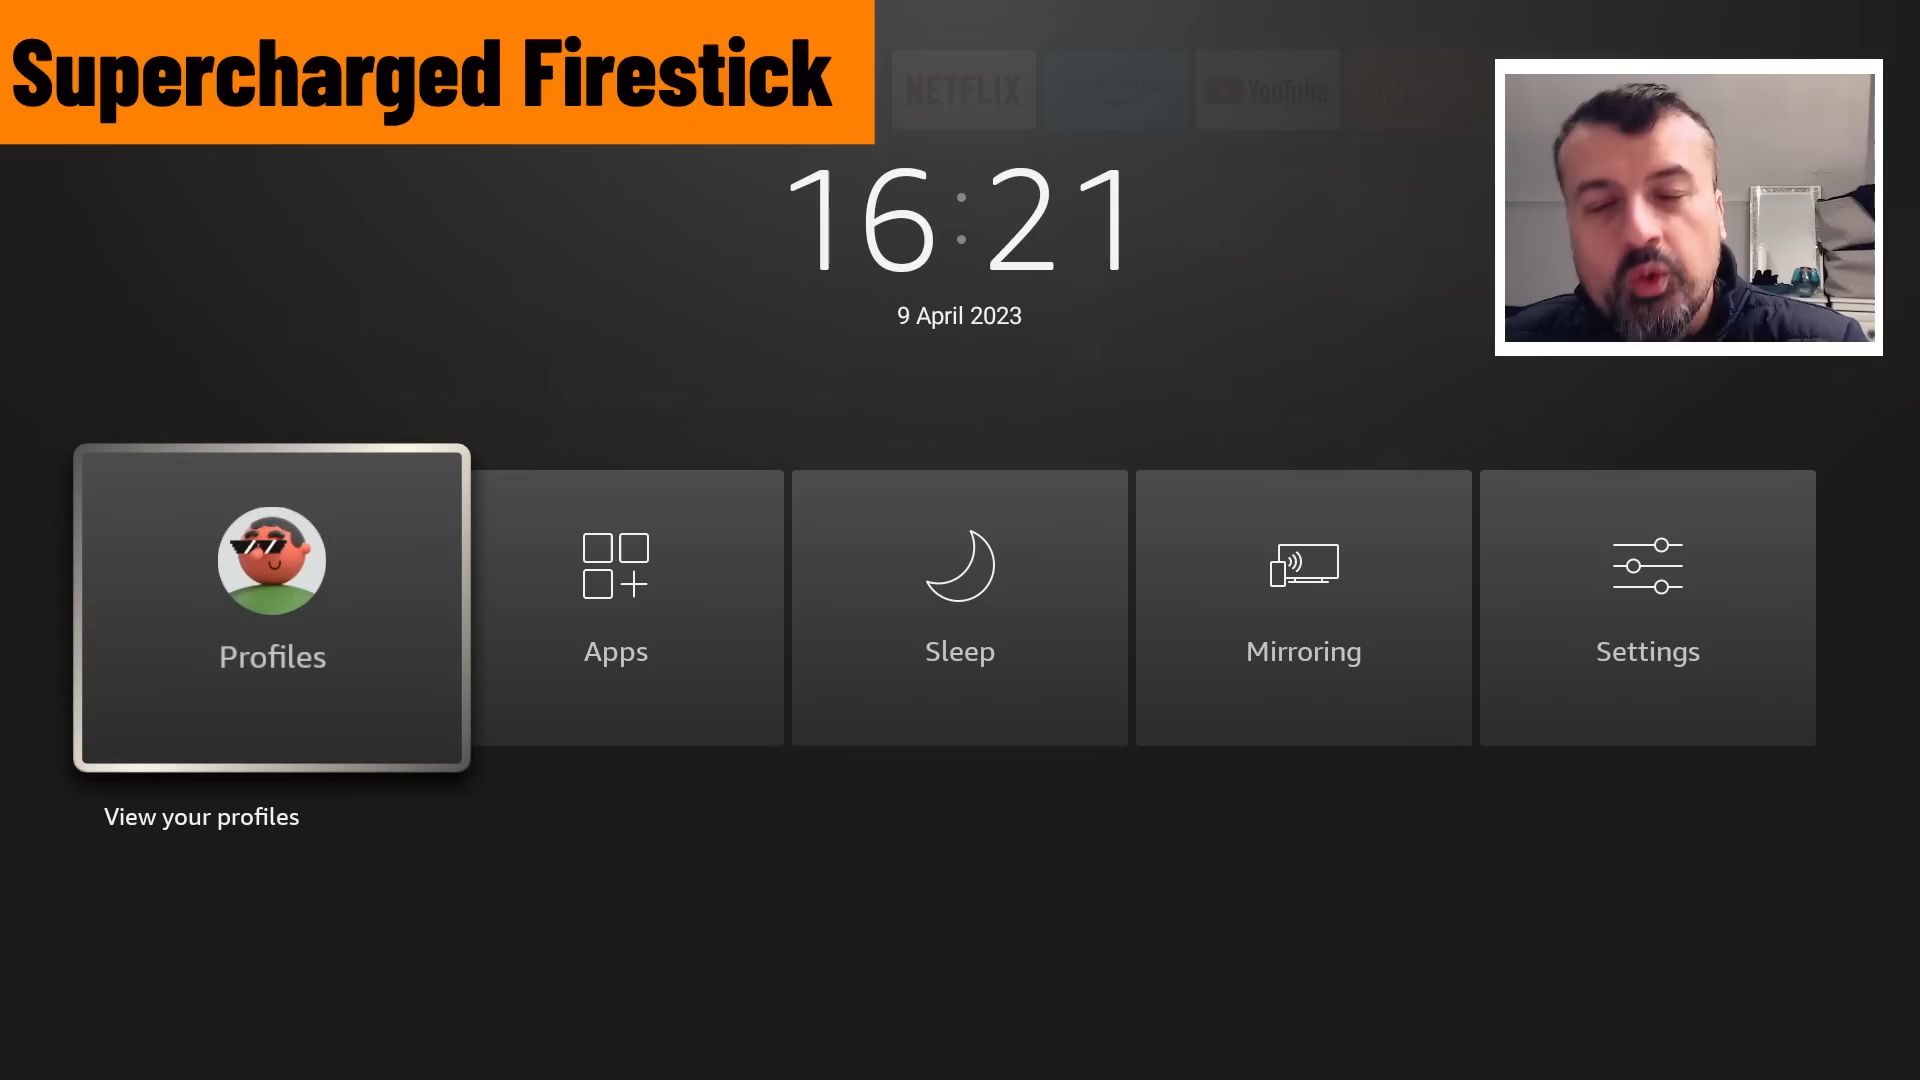 Supercharged Firestick
NETFLIX
YouTube
16:21
9 April 2023
Profiles
Apps
Sleep
Mirroring
Settings
View your profiles